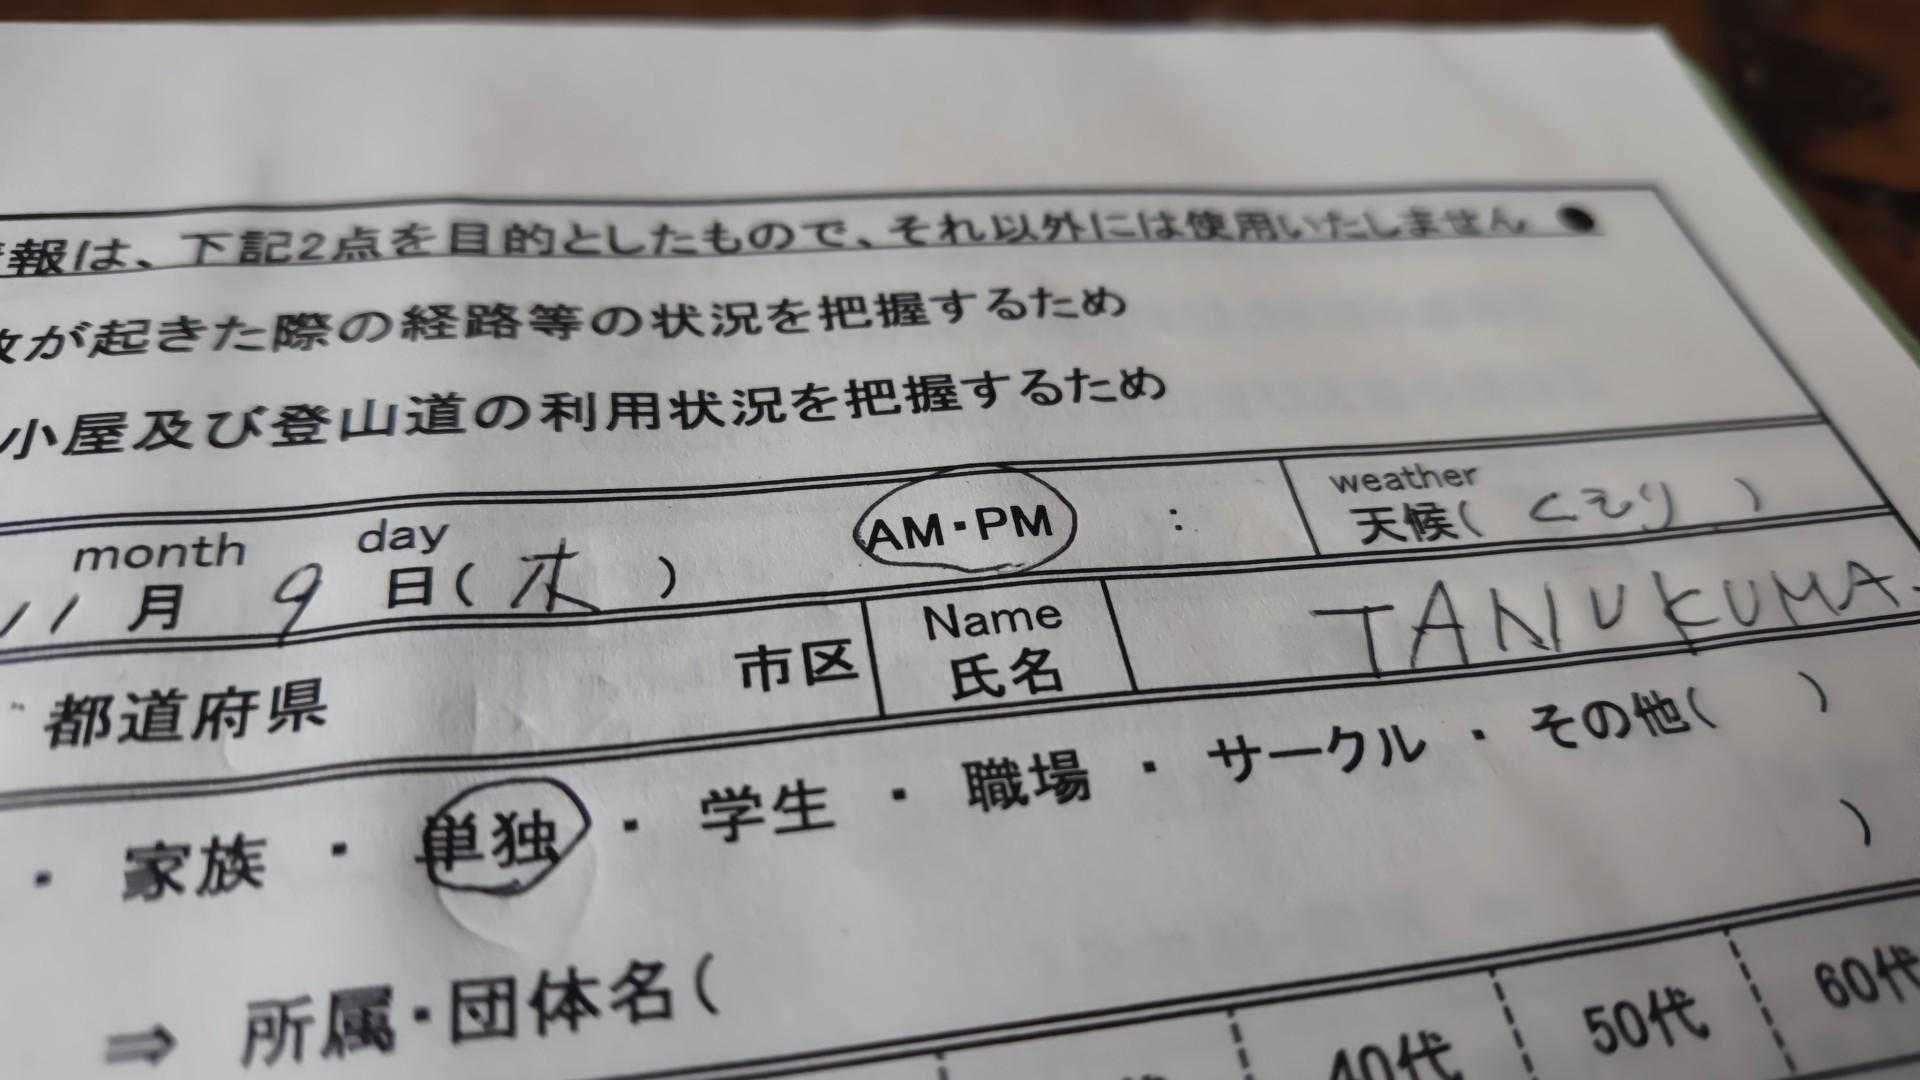 報は、下記2点を目的としたもので、それ以外には使用いたしません ●
が起きた際の経路等の状況を把握するため
小屋及び登山道の利用状況を把握するため
month day AM・PM : weather
11 月 9 日( 木 ) 天候( くもり )
都道府県 市区 Name 氏名 TANUKUMA
・ 家族 ・ 単独 ・ 学生 ・ 職場 ・ サークル ・ その他( )
⇒ 所属・団体名( )
40代 50代 60代